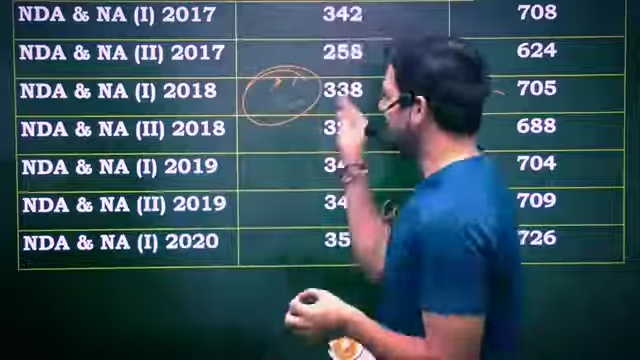 NDA & NA (I) 2017 342 708
NDA & NA (II) 2017 258 624
NDA & NA (I) 2018 338 705
NDA & NA (II) 2018 688
NDA & NA (I) 2019 704
NDA & NA (II) 2019 709
NDA & NA (I) 2020 726